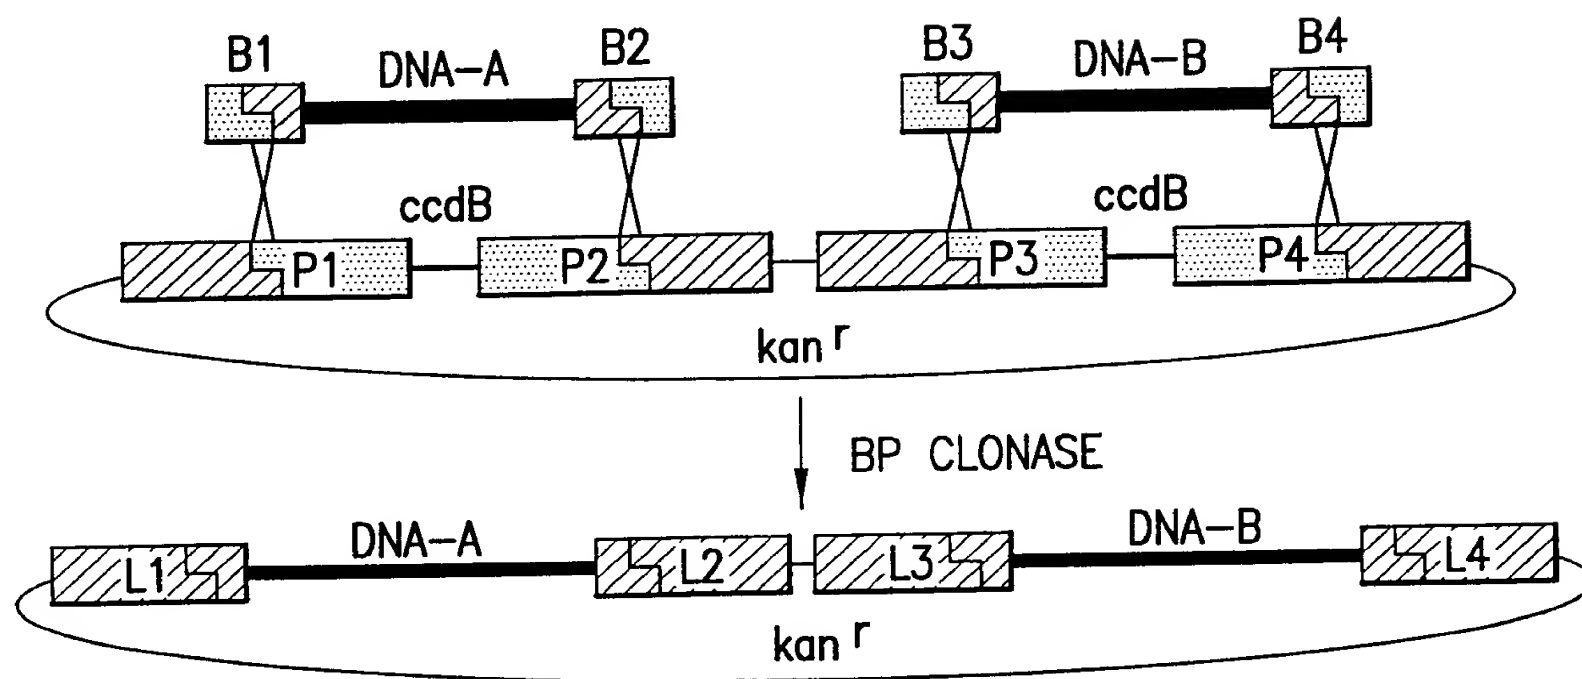 B1 DNA-A B2 B3 DNA-B B4
ccdB ccdB
P1 P2 P3 P4
kan r
BP CLONASE
DNA-A DNA-B
L1 L2 L3 L4
kan r